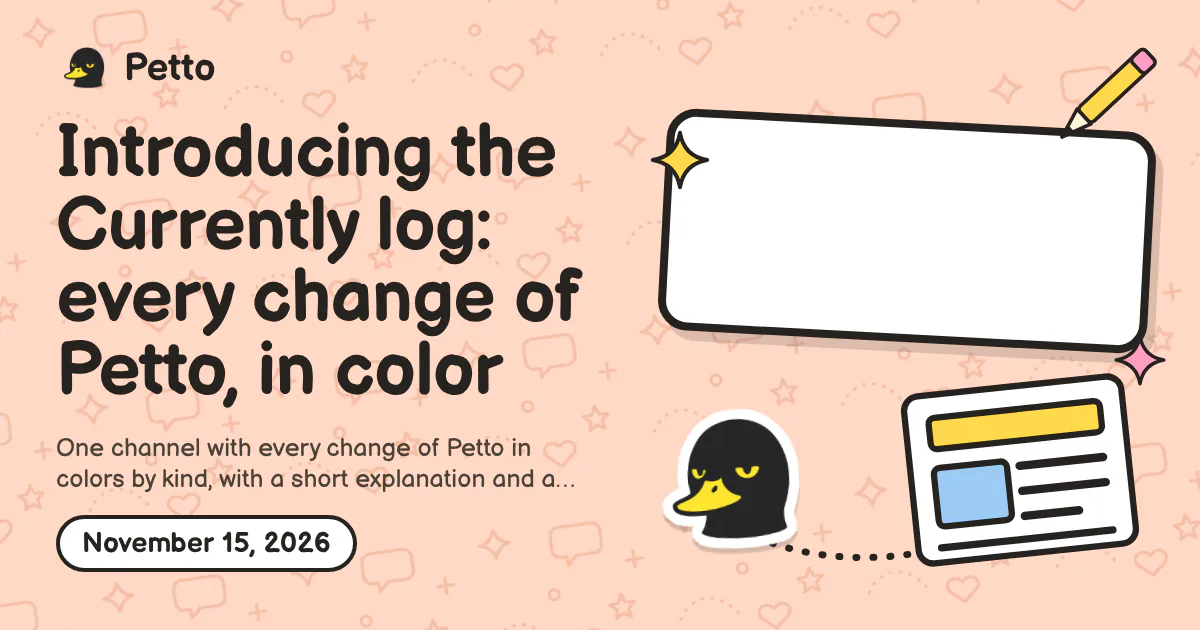 Petto
Introducing the
Currently log:
every change of
Petto, in color
One channel with every change of Petto in
colors by kind, with a short explanation and a...
November 15, 2026